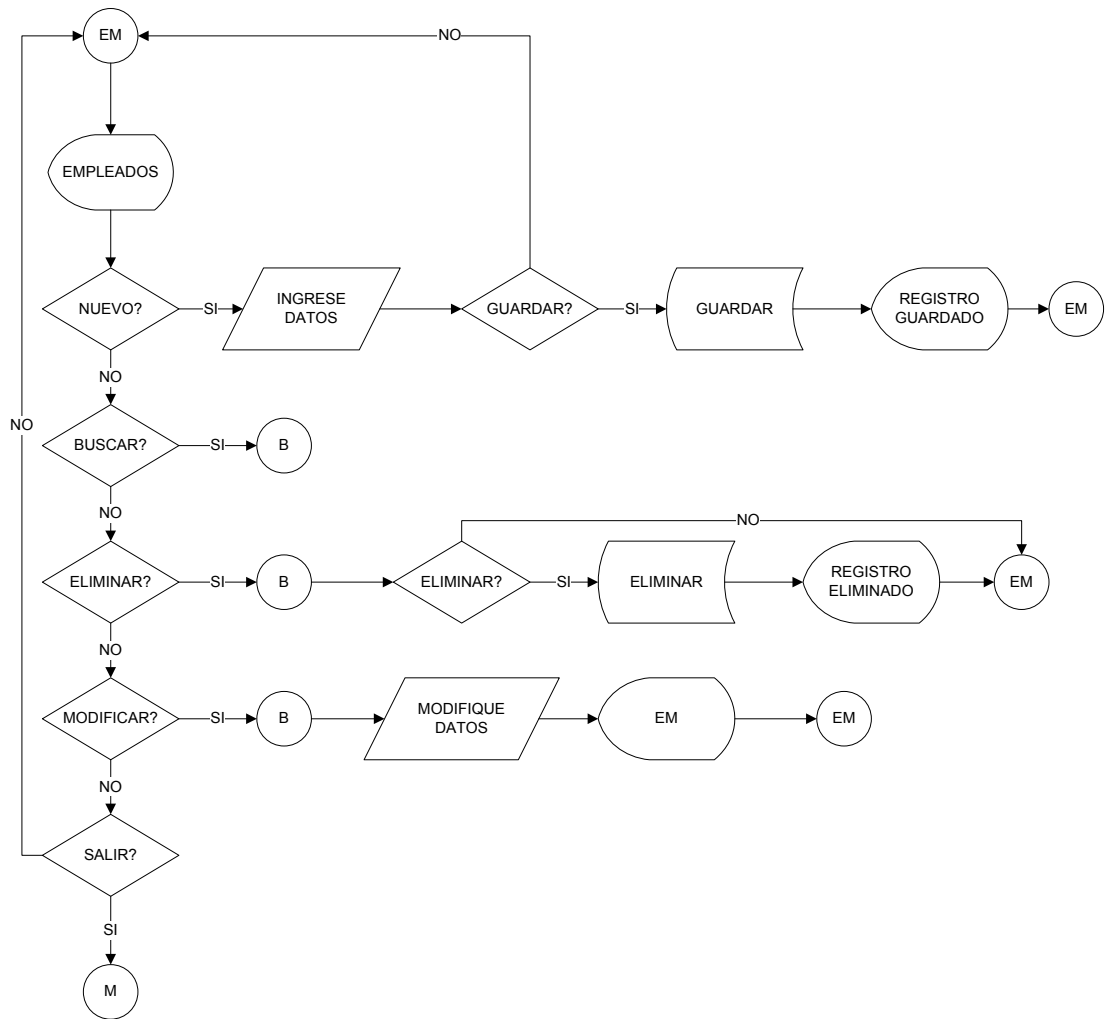 EM
NO
EMPLEADOS
NUEVO?
SI
INGRESE
DATOS
GUARDAR?
SI
GUARDAR
REGISTRO
GUARDADO
EM
NO
NO
BUSCAR?
SI
B
NO
NO
ELIMINAR?
SI
B
ELIMINAR?
SI
ELIMINAR
REGISTRO
ELIMINADO
EM
NO
MODIFICAR?
SI
B
MODIFIQUE
DATOS
EM
EM
NO
SALIR?
SI
M